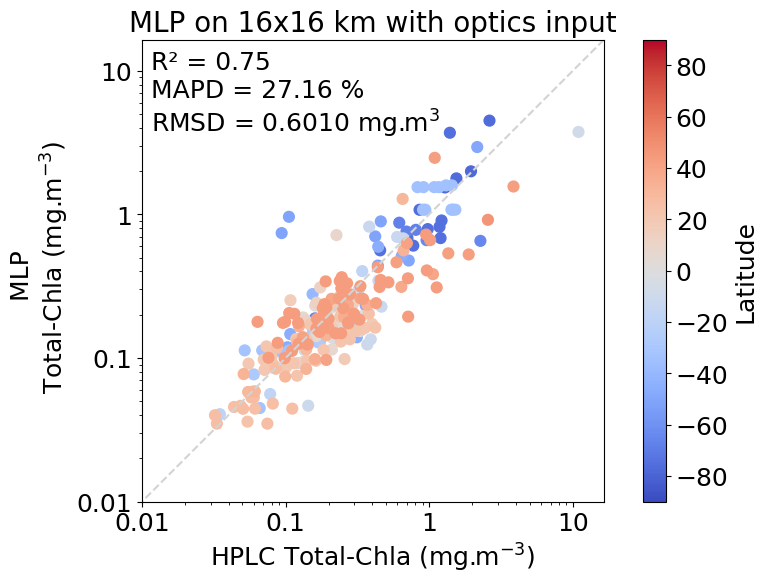 MLP on 16x16 km with optics input
R² = 0.75
MAPD = 27.16 %
RMSD = 0.6010 mg.m³
10
1
0.1
0.01
MLP
Total-Chla (mg.m⁻³)
0.01 0.1 1 10
HPLC Total-Chla (mg.m⁻³)
80
60
40
20
0
−20
−40
−60
−80
Latitude